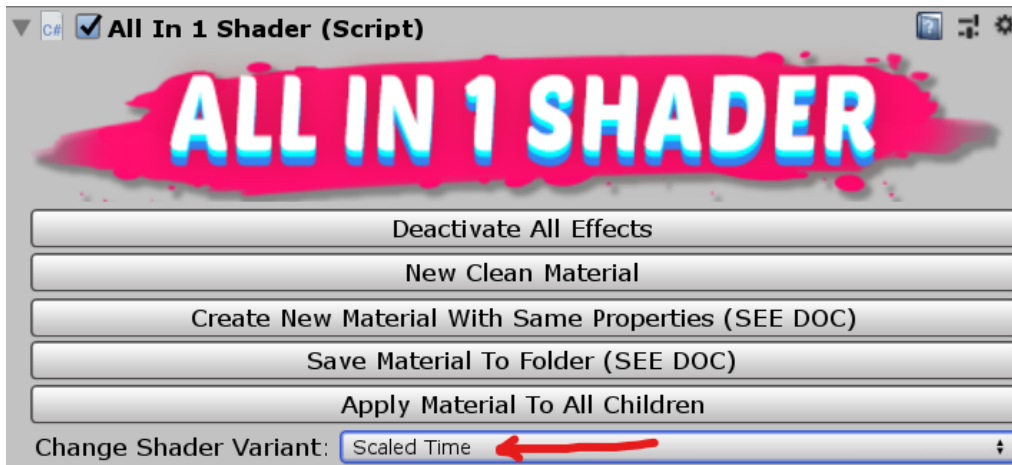 C# All In 1 Shader (Script)
ALL IN 1 SHADER
Deactivate All Effects
New Clean Material
Create New Material With Same Properties (SEE DOC)
Save Material To Folder (SEE DOC)
Apply Material To All Children
Change Shader Variant: Scaled Time